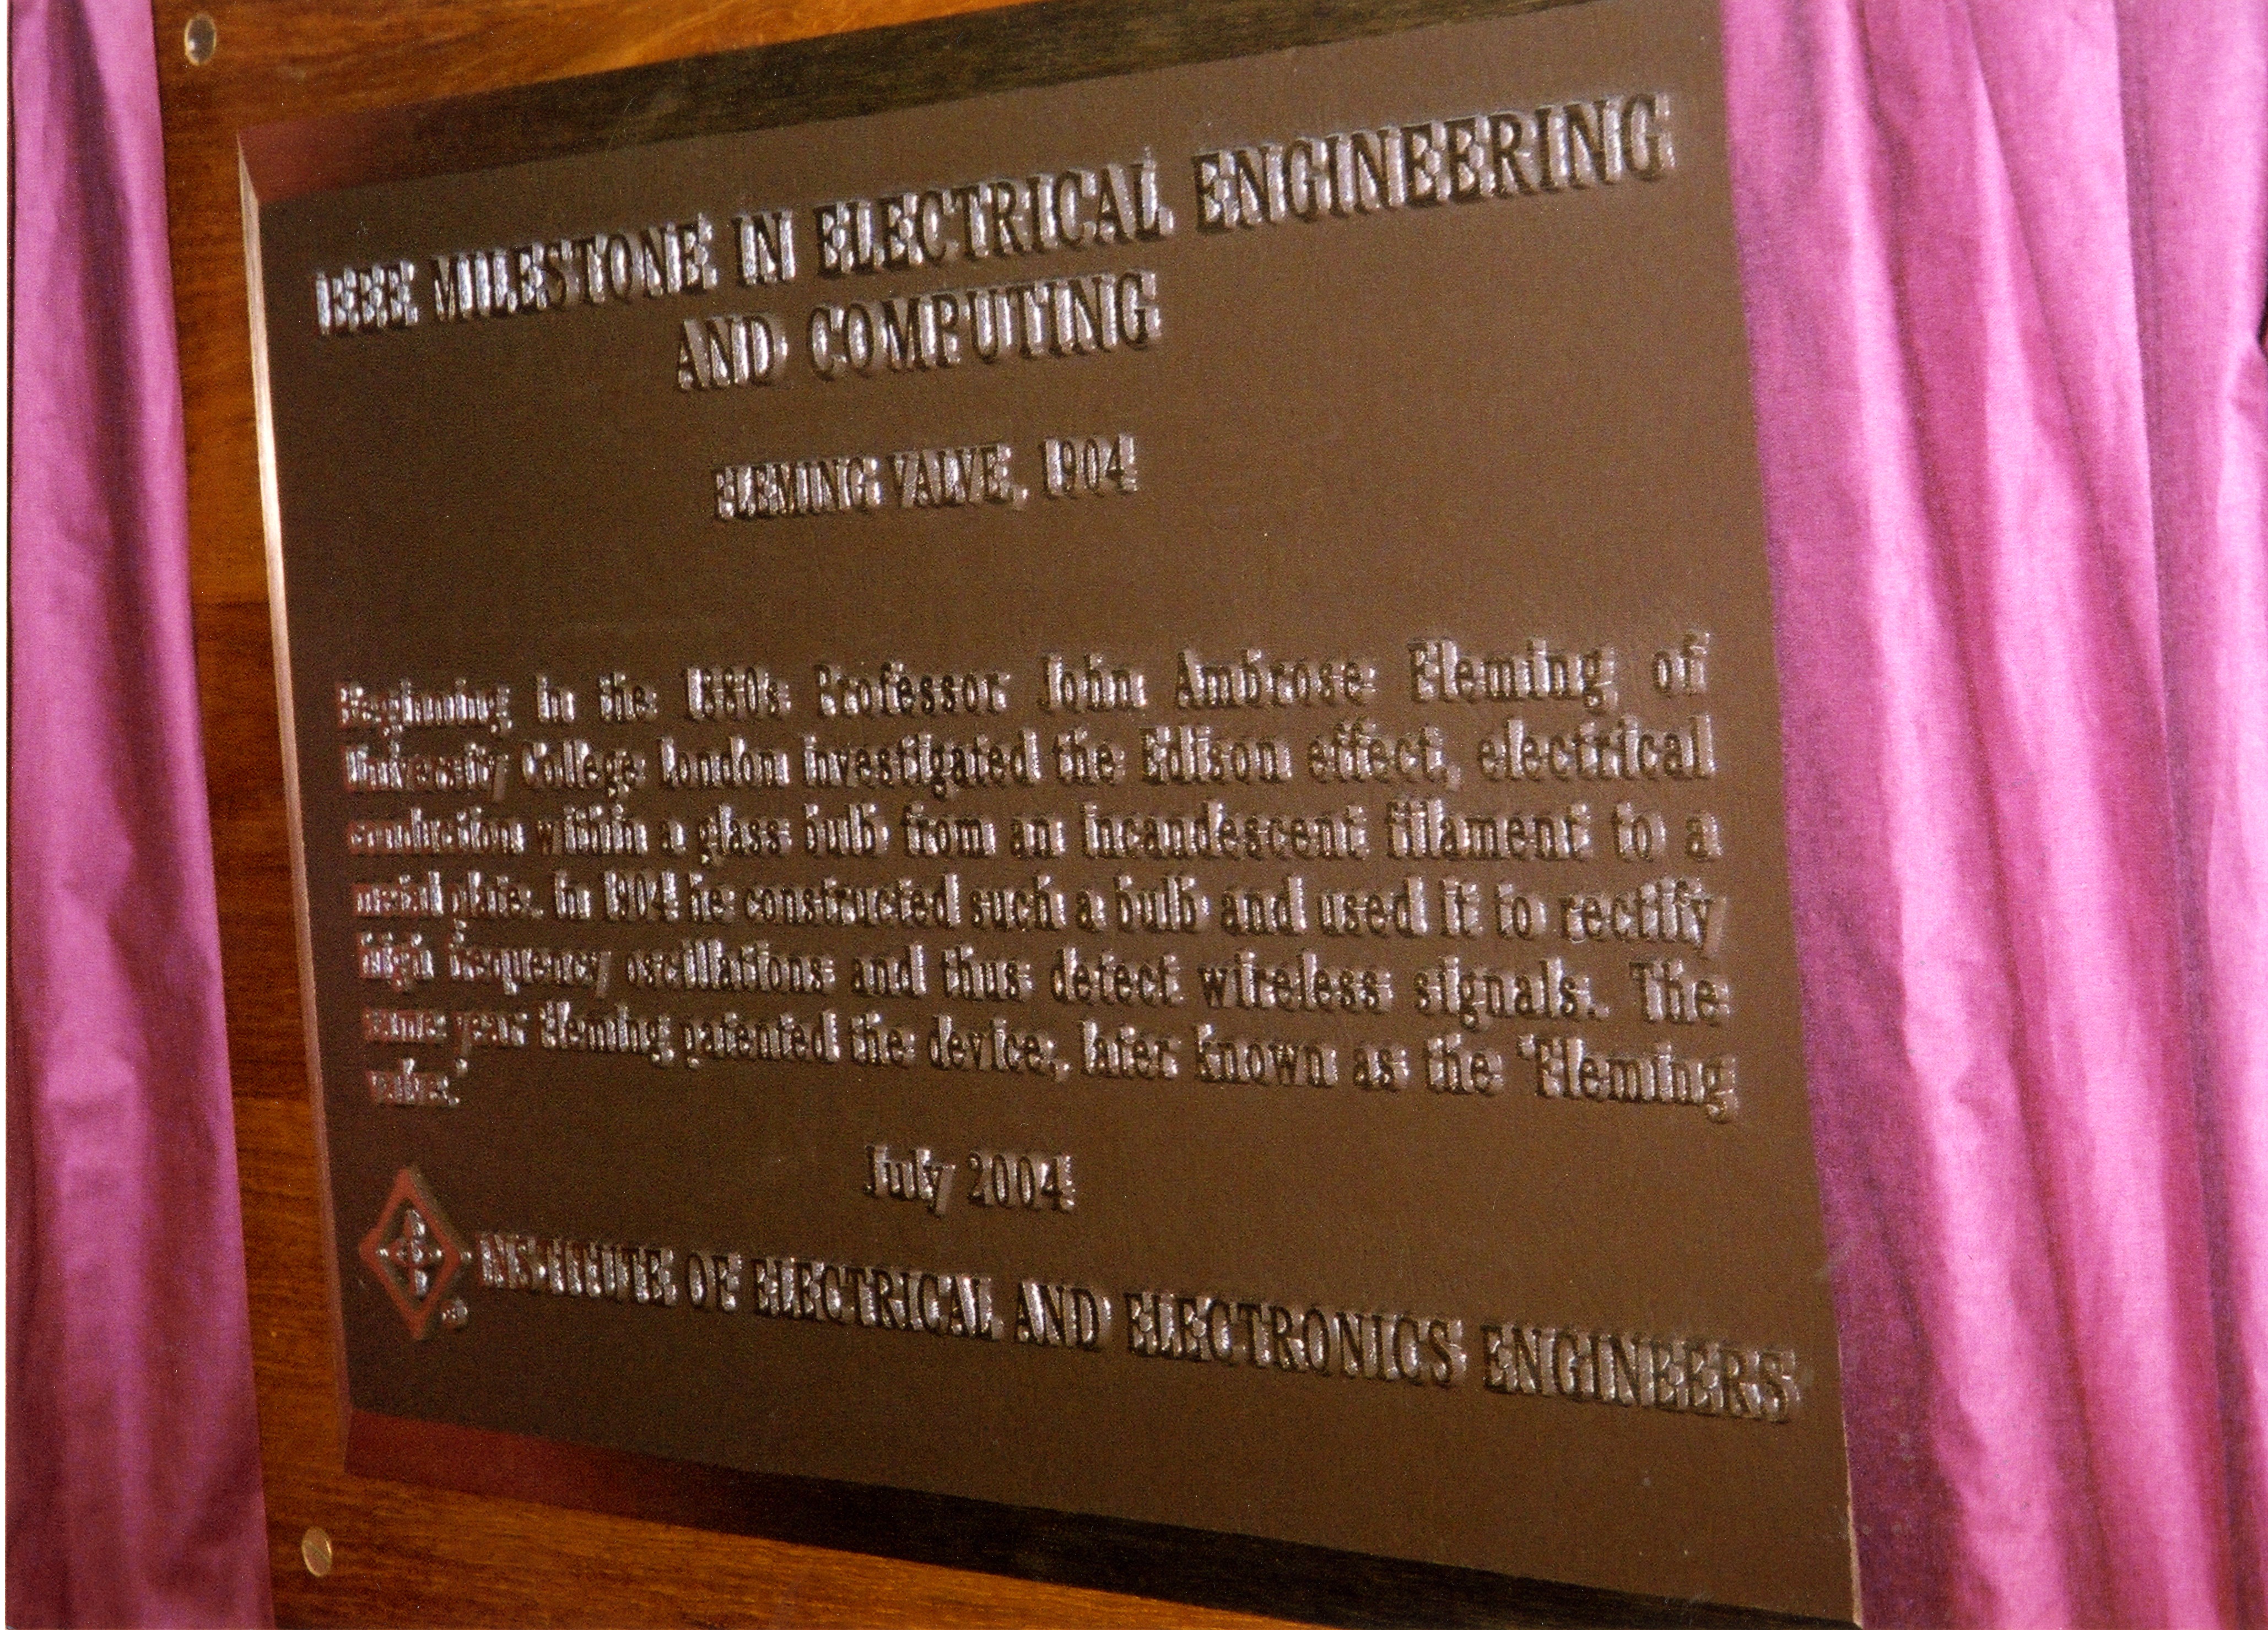 IEEE MILESTONE IN ELECTRICAL ENGINEERING
AND COMPUTING
FLEMING VALVE, 1904
Beginning in the 1880s Professor John Ambrose Fleming of
University College London investigated the Edison effect, electrical
conduction within a glass bulb from an incandescent filament to a
metal plate. In 1904 he constructed such a bulb and used it to rectify
high frequency oscillations and thus detect wireless signals. The
same year Fleming patented the device, later known as the 'Fleming
valve.'
July 2004
INSTITUTE OF ELECTRICAL AND ELECTRONICS ENGINEERS